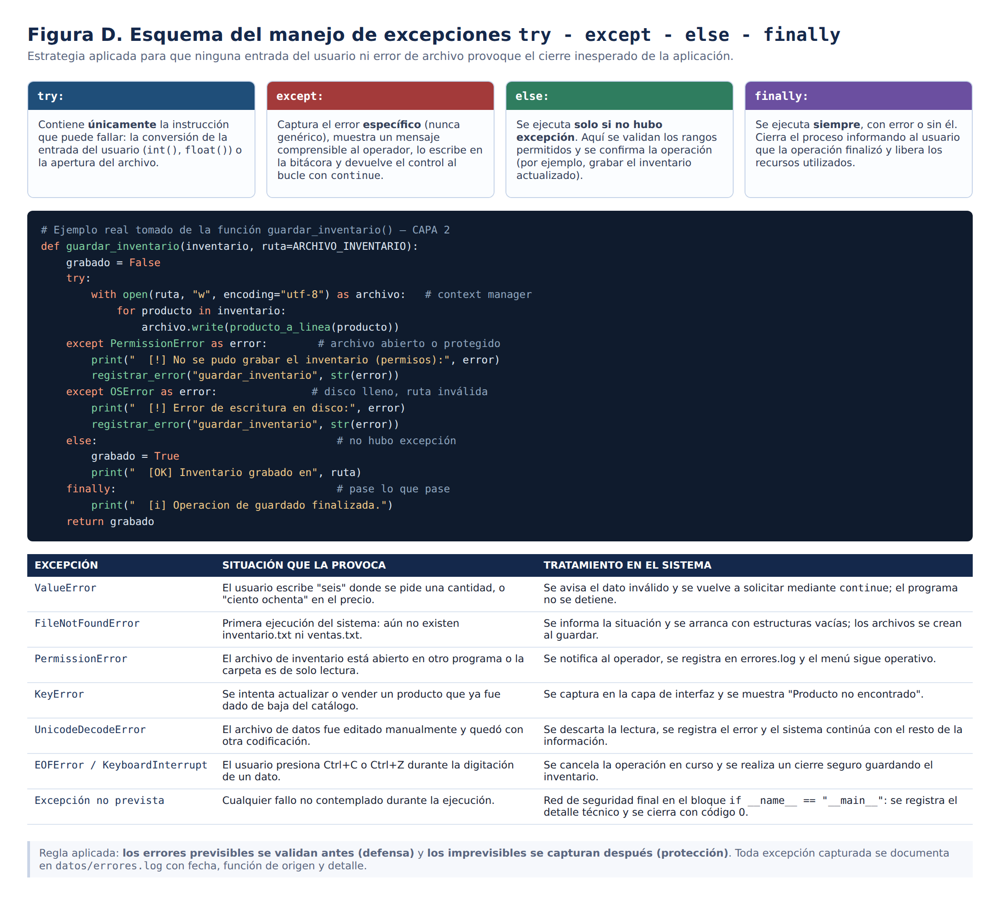 Figura D. Esquema del manejo de excepciones try - except - else - finally
Estrategia aplicada para que ninguna entrada del usuario ni error de archivo provoque el cierre inesperado de la aplicación.
try:
Contiene únicamente la instrucción
que puede fallar: la conversión de la
entrada del usuario (int(), float()) o
la apertura del archivo.
except:
Captura el error específico (nunca
genérico), muestra un mensaje
comprensible al operador, lo escribe en
la bitácora y devuelve el control al
bucle con continue.
else:
Se ejecuta solo si no hubo
excepción. Aquí se validan los rangos
permitidos y se confirma la operación
(por ejemplo, grabar el inventario
actualizado).
finally:
Se ejecuta siempre, con error o sin él.
Cierra el proceso informando al usuario
que la operación finalizó y libera los
recursos utilizados.
# Ejemplo real tomado de la función guardar_inventario() — CAPA 2
def guardar_inventario(inventario, ruta=ARCHIVO_INVENTARIO):
    grabado = False
    try:
        with open(ruta, "w", encoding="utf-8") as archivo:   # context manager
            for producto in inventario:
                archivo.write(producto_a_linea(producto))
    except PermissionError as error:        # archivo abierto o protegido
        print("  [!] No se pudo grabar el inventario (permisos):", error)
        registrar_error("guardar_inventario", str(error))
    except OSError as error:               # disco lleno, ruta inválida
        print("  [!] Error de escritura en disco:", error)
        registrar_error("guardar_inventario", str(error))
    else:                                      # no hubo excepción
        grabado = True
        print("  [OK] Inventario grabado en", ruta)
    finally:                                   # pase lo que pase
        print("  [i] Operacion de guardado finalizada.")
    return grabado
EXCEPCIÓN SITUACIÓN QUE LA PROVOCA TRATAMIENTO EN EL SISTEMA
ValueError
El usuario escribe "seis" donde se pide una cantidad, o
"ciento ochenta" en el precio.
Se avisa el dato inválido y se vuelve a solicitar mediante continue; el programa
no se detiene.
FileNotFoundError
Primera ejecución del sistema: aún no existen
inventario.txt ni ventas.txt.
Se informa la situación y se arranca con estructuras vacías; los archivos se crean
al guardar.
PermissionError
El archivo de inventario está abierto en otro programa o la
carpeta es de solo lectura.
Se notifica al operador, se registra en errores.log y el menú sigue operativo.
KeyError
Se intenta actualizar o vender un producto que ya fue
dado de baja del catálogo.
Se captura en la capa de interfaz y se muestra "Producto no encontrado".
UnicodeDecodeError
El archivo de datos fue editado manualmente y quedó con
otra codificación.
Se descarta la lectura, se registra el error y el sistema continúa con el resto de la
información.
EOFError / KeyboardInterrupt
El usuario presiona Ctrl+C o Ctrl+Z durante la digitación
de un dato.
Se cancela la operación en curso y se realiza un cierre seguro guardando el
inventario.
Excepción no prevista
Cualquier fallo no contemplado durante la ejecución.
Red de seguridad final en el bloque if __name__ == "__main__": se registra el
detalle técnico y se cierra con código 0.
Regla aplicada: los errores previsibles se validan antes (defensa) y los imprevisibles se capturan después (protección). Toda excepción capturada se documenta
en datos/errores.log con fecha, función de origen y detalle.